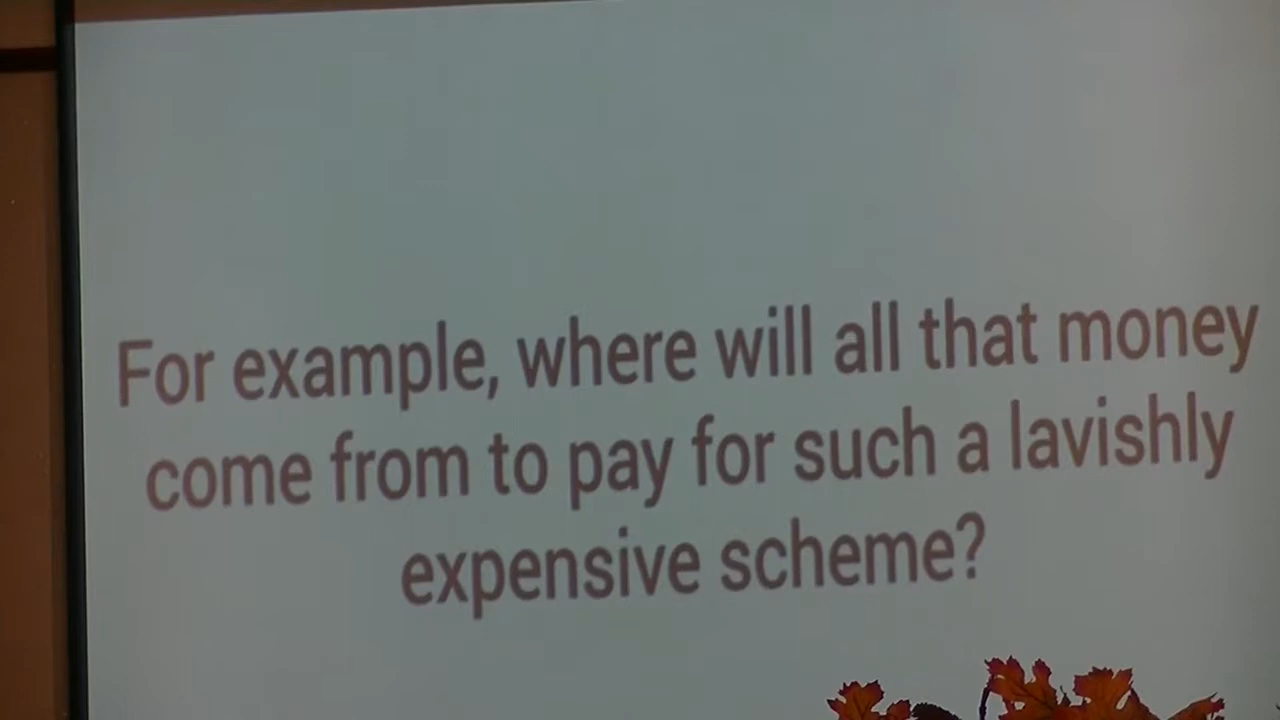 For example, where will all that money
come from to pay for such a lavishly
expensive scheme?